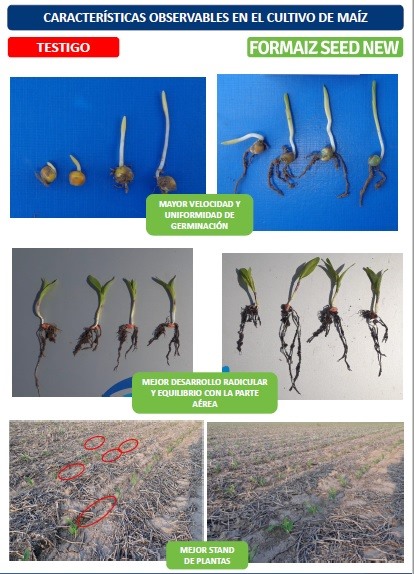 CARACTERÍSTICAS OBSERVABLES EN EL CULTIVO DE MAÍZ
TESTIGO
FORMAIZ SEED NEW
MAYOR VELOCIDAD Y
UNIFORMIDAD DE
GERMINACIÓN
MEJOR DESARROLLO RADICULAR
Y EQUILIBRIO CON LA PARTE
AÉREA
MEJOR STAND
DE PLANTAS